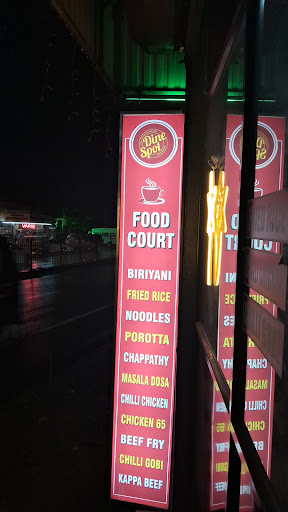 Dine
Spot
FOOD
COURT
BIRIYANI
FRIED RICE
NOODLES
POROTTA
CHAPPATHY
MASALA DOSA
CHILLI CHICKEN
CHICKEN 65
BEEF FRY
CHILLI GOBI
KAPPA BEEF